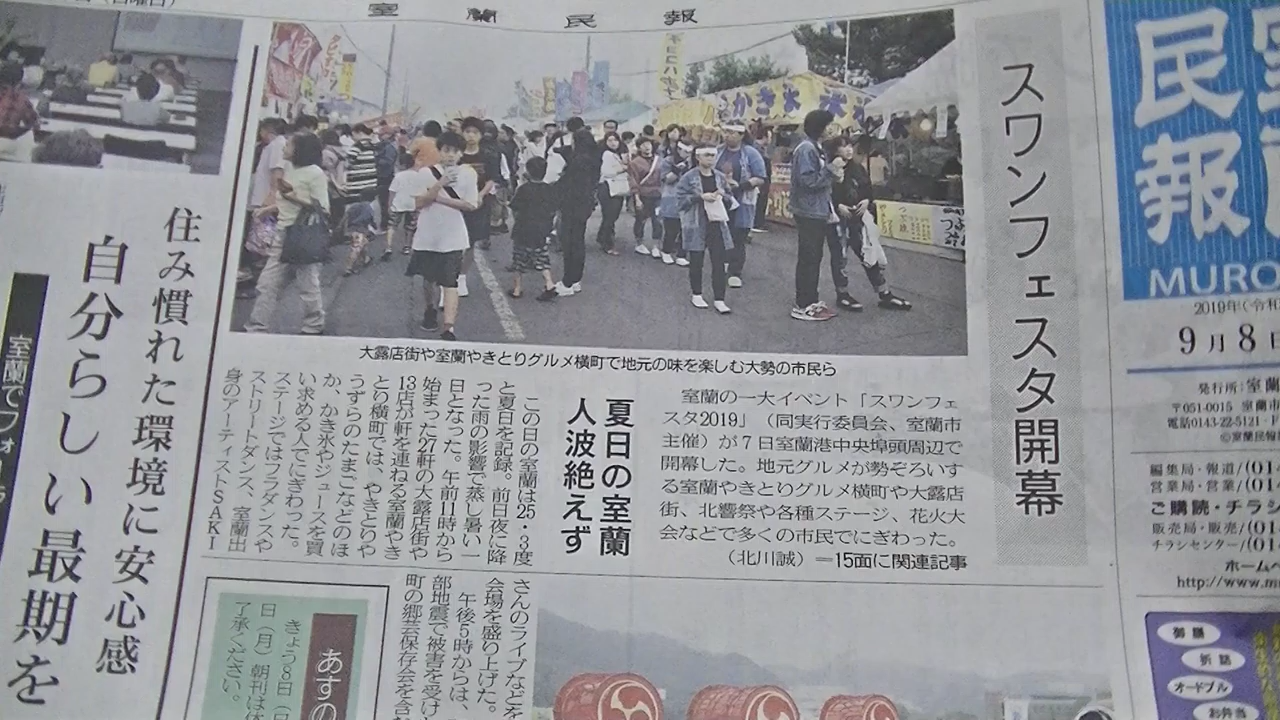 室蘭民報
スワンフェスタ開幕
大露店街や室蘭やきとりグルメ横町で地元の味を楽しむ大勢の市民ら
室蘭の一大イベント「スワンフェ
スタ2019」（同実行委員会、室蘭市
主催）が７日室蘭港中央埠頭周辺で
開幕した。地元グルメが勢ぞろいす
る室蘭やきとりグルメ横町や大露店
街、北響祭や各種ステージ、花火大
会などで多くの市民でにぎわった。
（北川誠）＝15面に関連記事
夏日の室蘭
人波絶えず
この日の室蘭は25・3度
と夏日を記録。前日夜に降
った雨の影響で蒸し暑い一
日となった。午前11時から
始まった27軒の大露店街や
13店が軒を連ねる室蘭やき
とり横町では、やきとりや
うずらのたまごなどのほ
か、かき氷やジュースを買
い求める人でにぎわった。
ステージではフラダンスや
ストリートダンス、室蘭出
身のアーティストSAKI
さんのライブなどを
会場を盛り上げた。
午後５時からは、
部地震で被害を受け
町の郷芸保存会を含
民報
MURO
2019年(令和
9月8日
発行所：室蘭
〒051-0015 室蘭市
電話0143-22-5121
©室蘭民報
編集局・報道/(01
営業局・営業/(01
ご購読・チラシ
販売局・販売/(01
チラシセンター/(01
ホームペ
http://www.m
御膳
折詰
オードブル
お弁当
住み慣れた環境に安心感
自分らしい最期を
室蘭でフォーラ
あすの
きょう8日（日
日（月）朝刊は休
了承ください。
かき氷